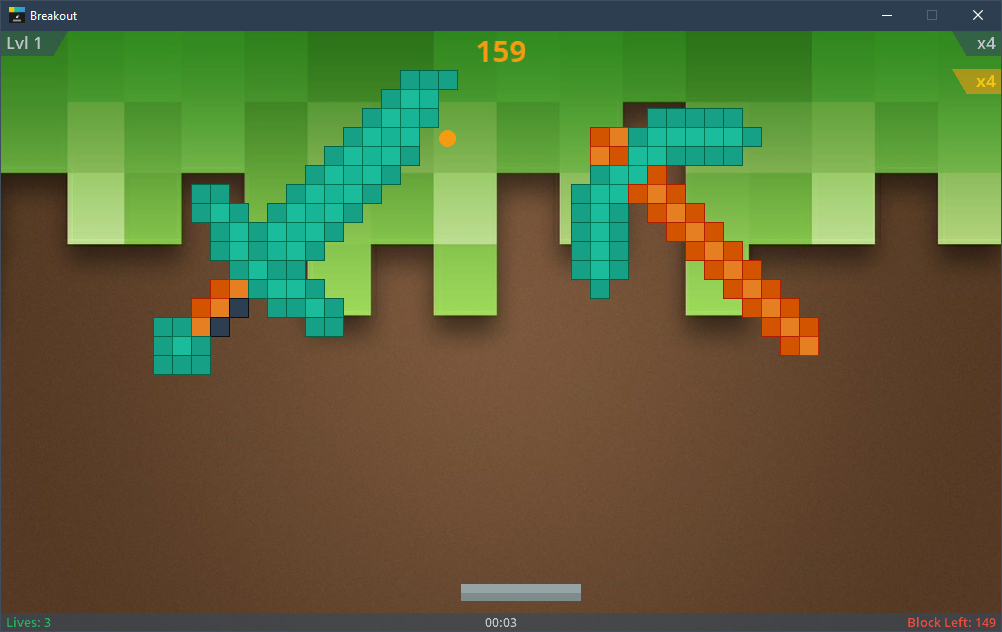 Breakout
Lvl 1
159
x4
x4
Lives: 3
00:03
Block Left: 149